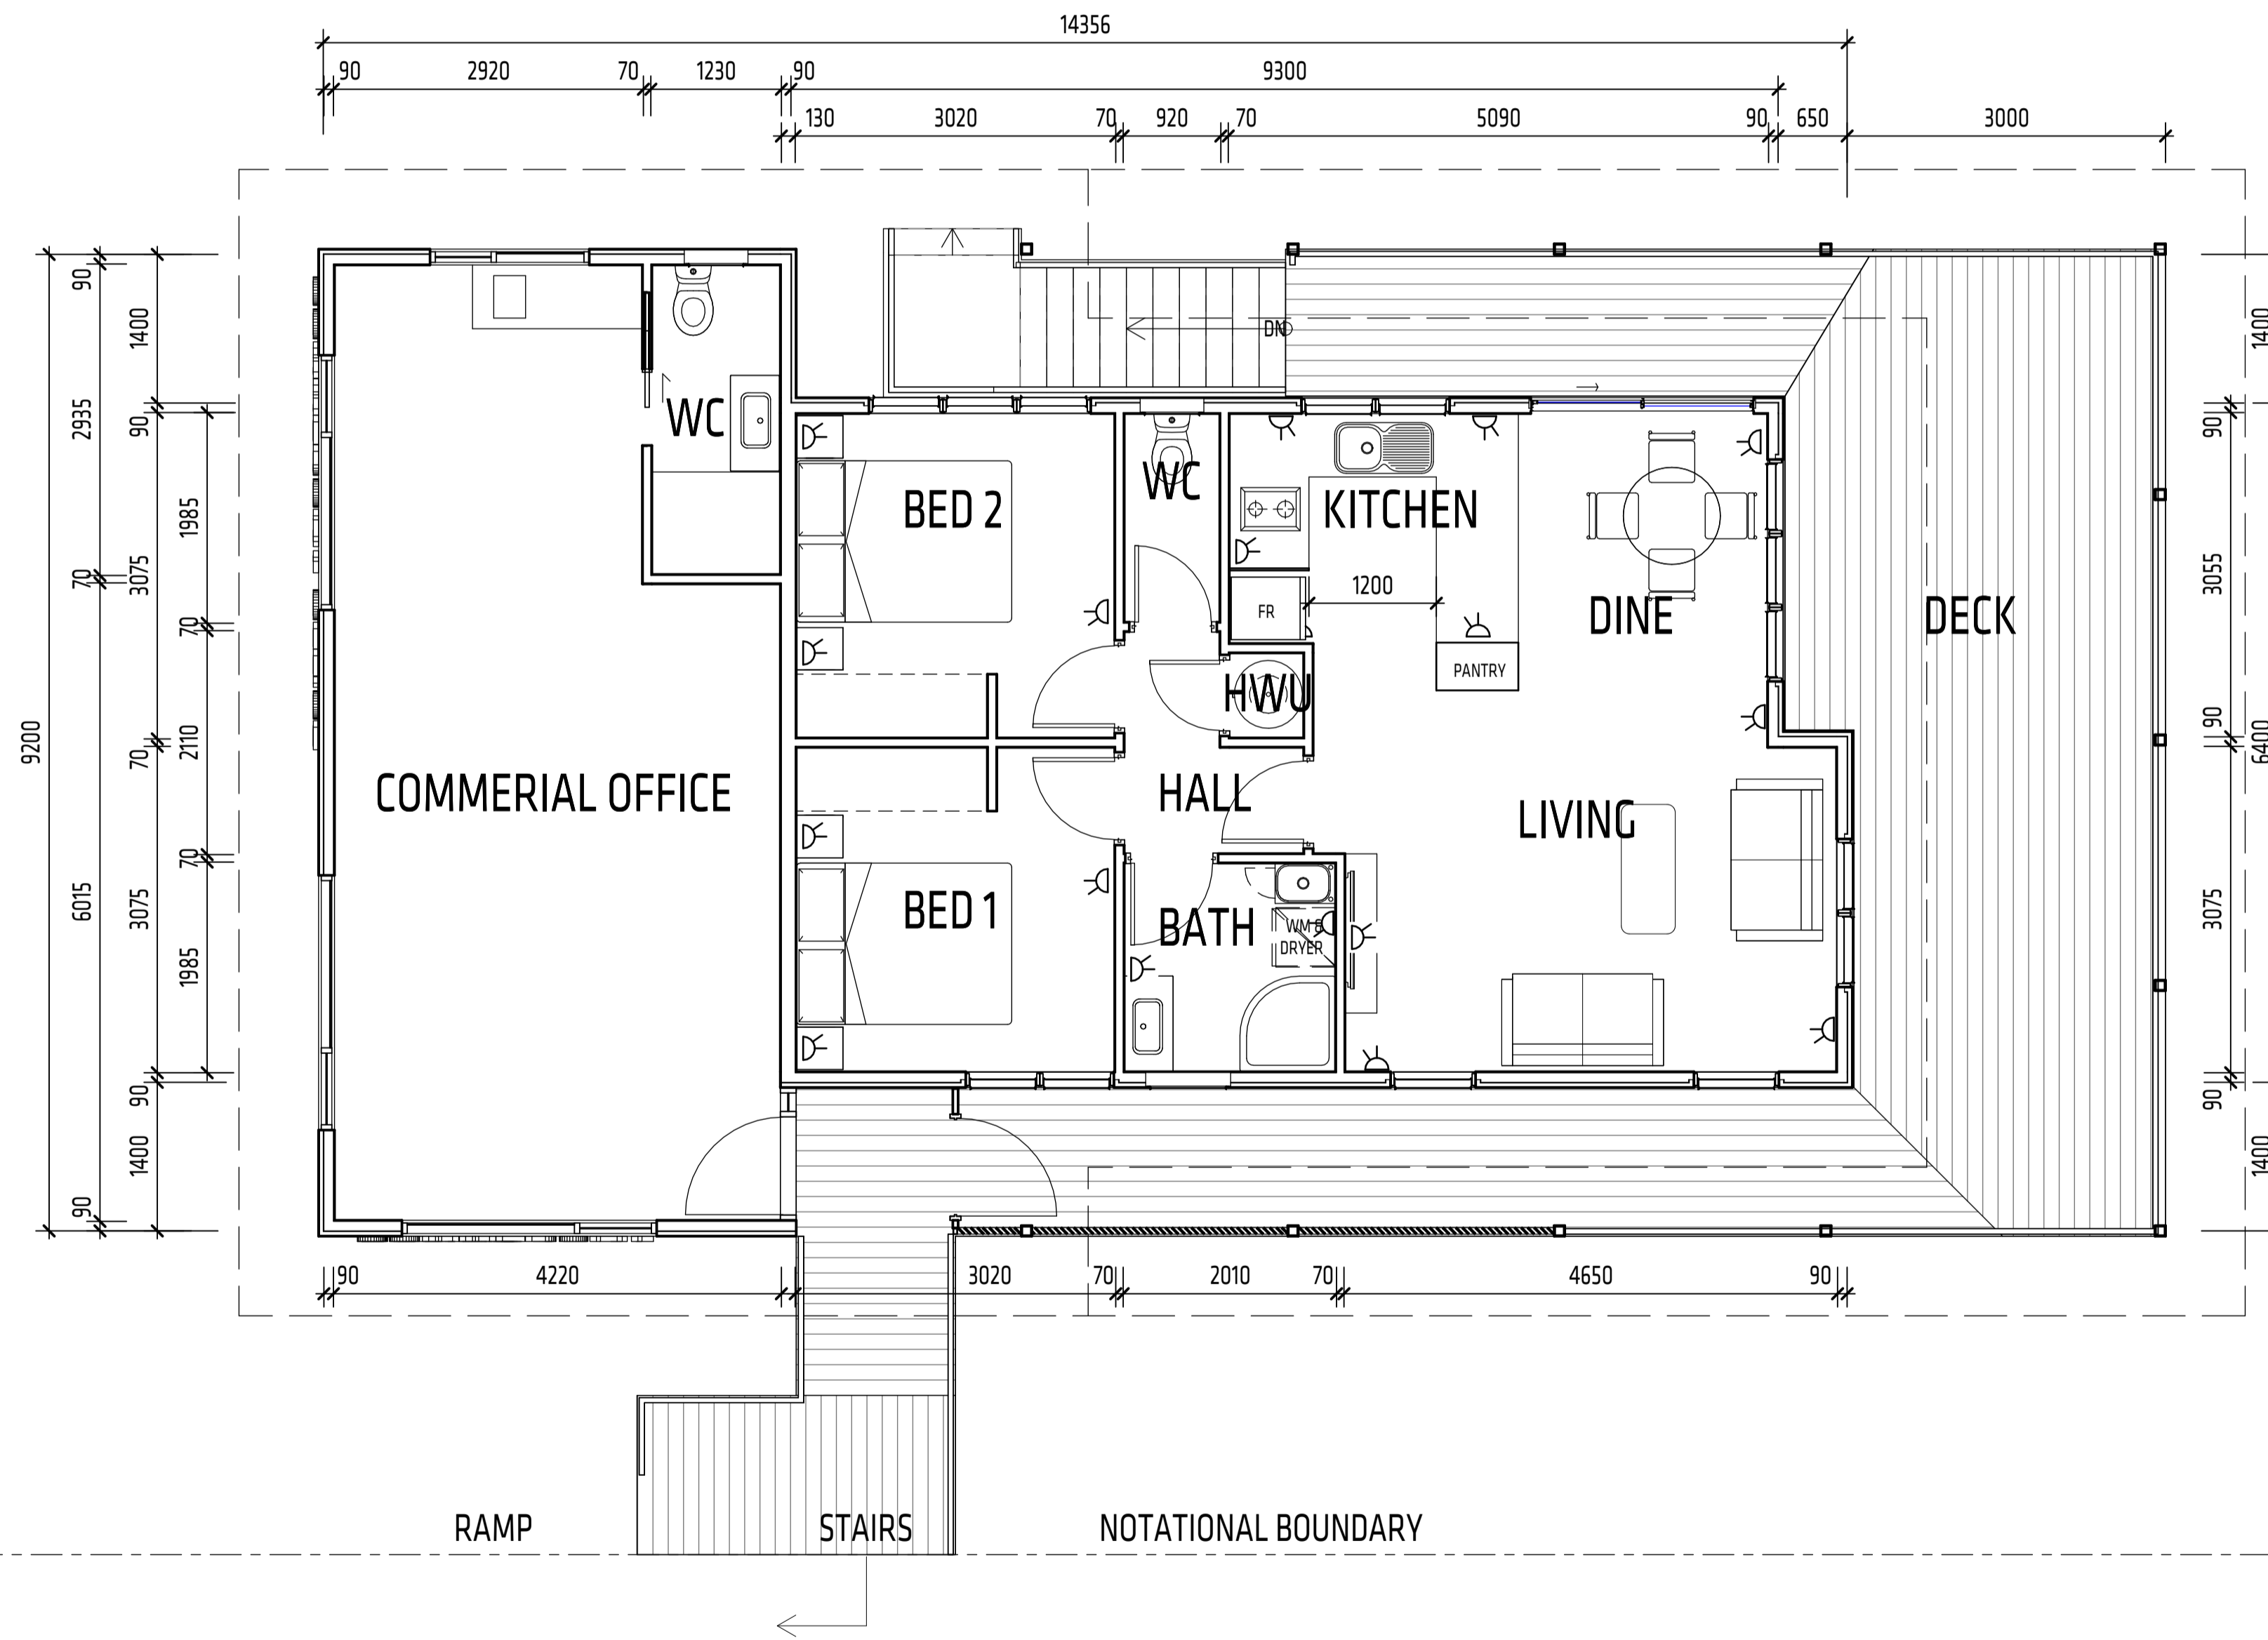 14356
90 2920 70 1230 90 9300
130 3020 70 920 70 5090 90 650 3000
9200
90 2935 70 6015 90
1400 90 3075 70 3075 90 1400
1985 70 2110 70 1985
DN
WC
BED 2
WC
KITCHEN
FR
1200
DINE
DECK
PANTRY
HWU
COMMERIAL OFFICE
HALL
LIVING
BED 1
BATH
WM &
DRYER
90 3055 90 3075 90
1400 6400 1400
90 4220 3020 70 2010 70 4650 90
RAMP
STAIRS
NOTATIONAL BOUNDARY